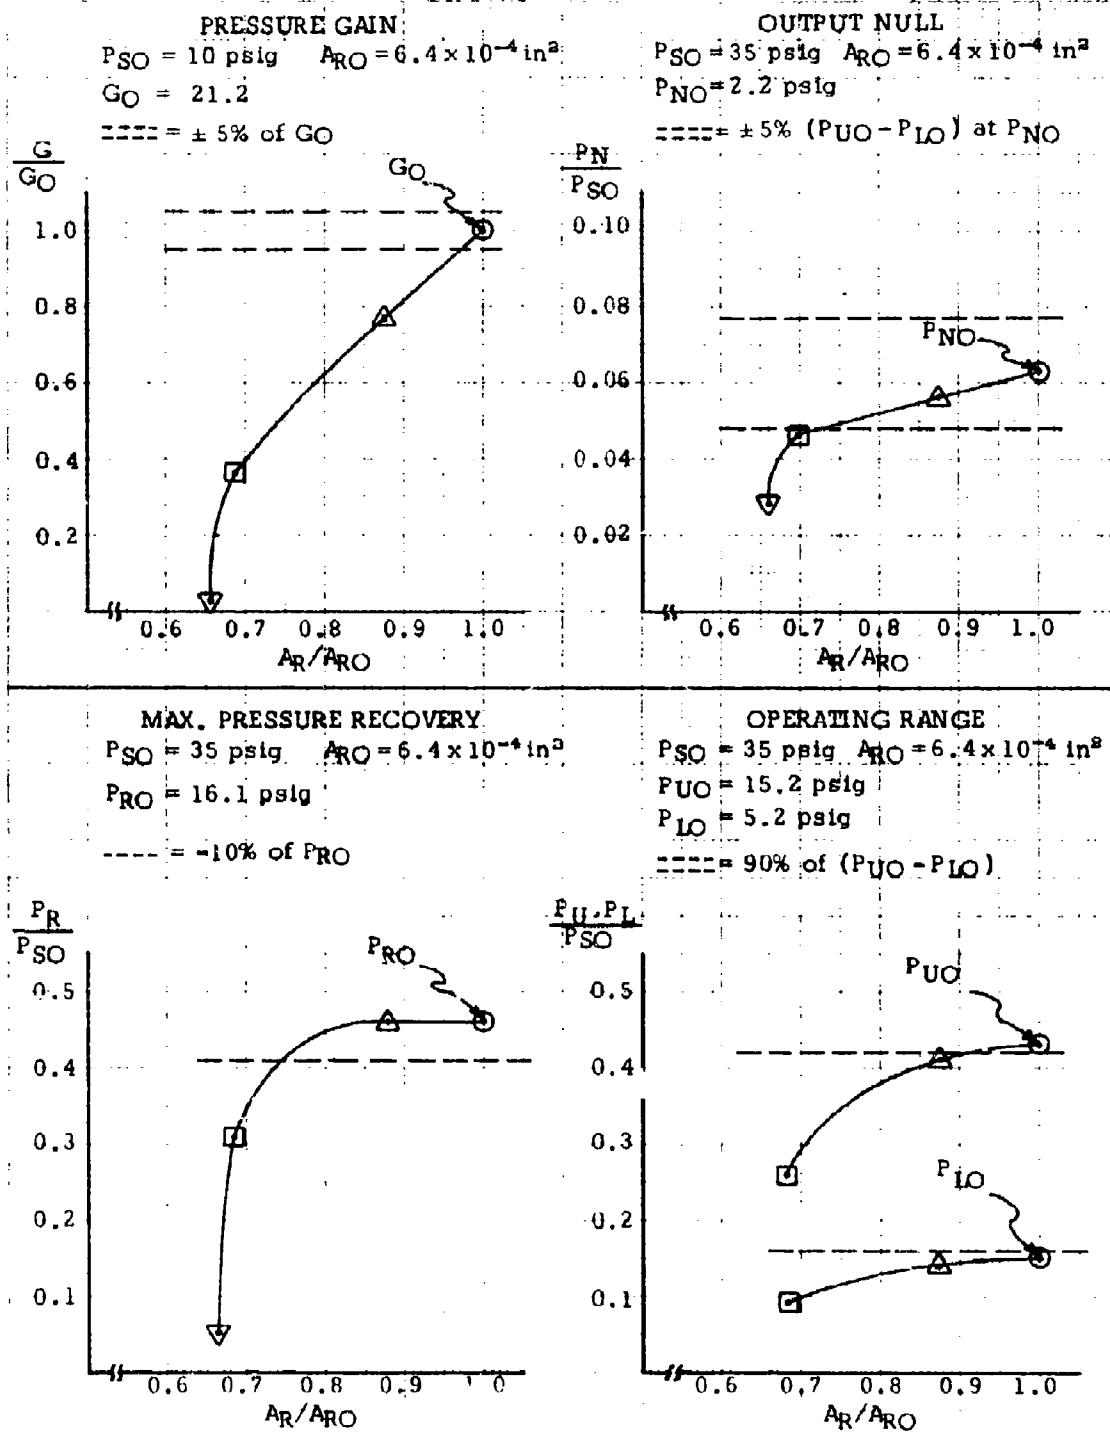 PRESSURE GAIN
PSO = 10 psig ARO = 6.4 x 10⁻⁴ in²
GO = 21.2
==== = ± 5% of GO
G
GO
GO
1.0
0.8
0.6
0.4
0.2
0.6 0.7 0.8 0.9 1.0
AR/ARO
OUTPUT NULL
PSO = 35 psig ARO = 6.4 x 10⁻⁴ in²
PNO = 2.2 psig
==== = ± 5% (PUO - PLO) at PNO
PN
PSO
0.10
0.08
PNO
0.06
0.04
0.02
0.6 0.7 0.8 0.9 1.0
AR/ARO
MAX. PRESSURE RECOVERY
PSO = 35 psig ARO = 6.4 x 10⁻⁴ in²
PRO = 16.1 psig
---- = -10% of PRO
PR
PSO
PRO
0.5
0.4
0.3
0.2
0.1
0.6 0.7 0.8 0.9 1 0
AR/ARO
OPERATING RANGE
PSO = 35 psig ARO = 6.4 x 10⁻⁴ in²
PUO = 15.2 psig
PLO = 5.2 psig
==== = 90% of (PUO - PLO)
PU, PL
PSO
PUO
0.5
0.4
0.3
PLO
0.2
0.1
0.6 0.7 0.8 0.9 1.0
AR/ARO